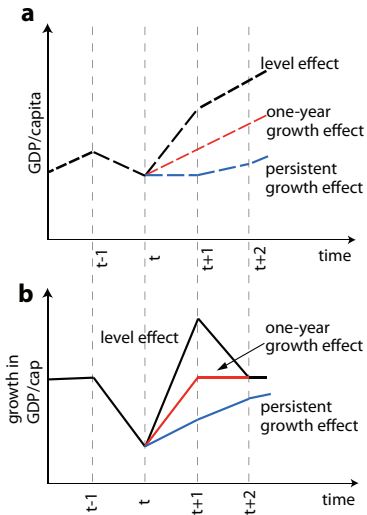 a
GDP/capita
level effect
one-year
growth effect
persistent
growth effect
t-1
t
t+1
t+2
time
b
growth in
GDP/cap
level effect
one-year
growth effect
persistent
growth effect
t-1
t
t+1
t+2
time